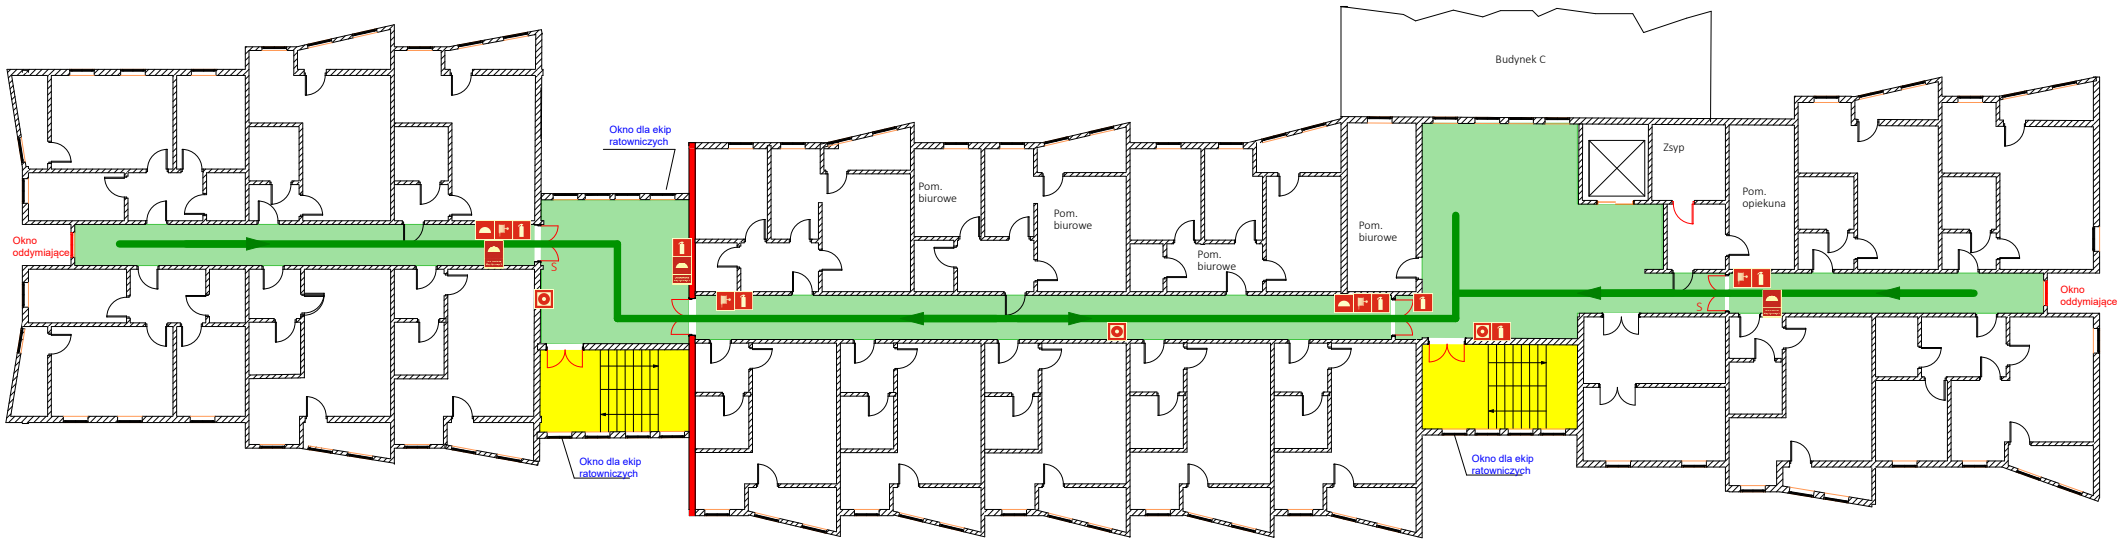 Budynek C
Okno dla ekip
ratowniczych
Zsyp
Pom.
biurowe
Pom.
biurowe
Pom.
opiekuna
Pom.
biurowe
Okno
oddymiające
Pom.
biurowe
S
Okno
oddymiające
S
Okno dla ekip
ratowniczych
Okno dla ekip
ratowniczych